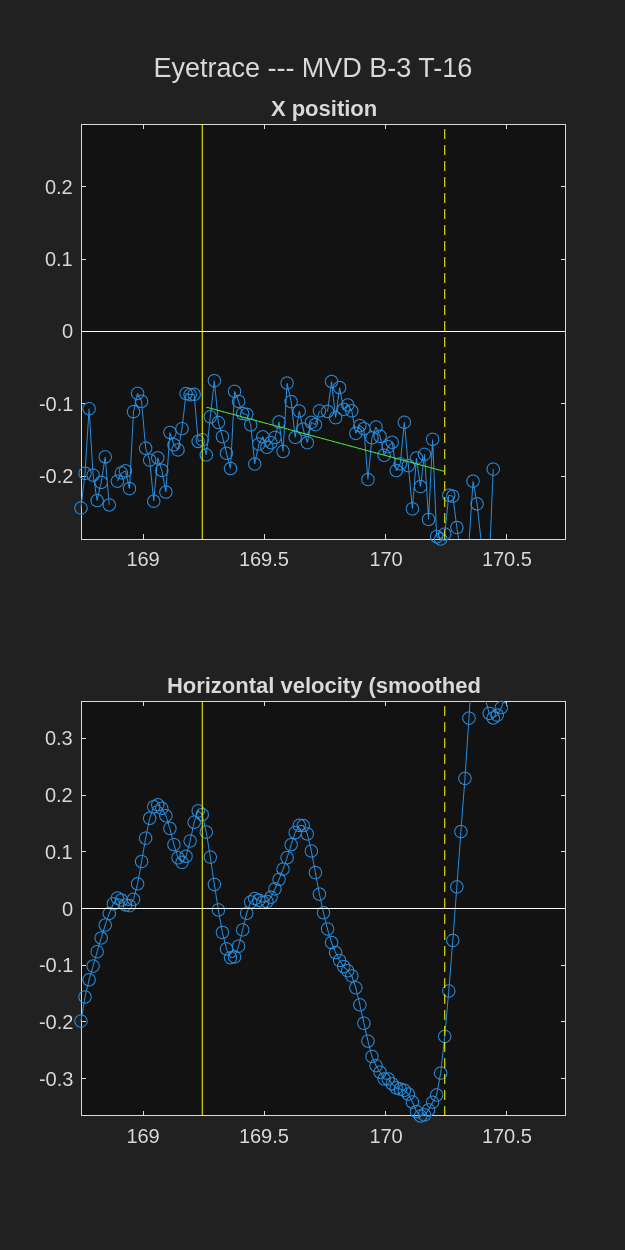 Eyetrace --- MVD B-3 T-16
X position
0.2
0.1
0
-0.1
-0.2
169 169.5 170 170.5
Horizontal velocity (smoothed
0.3
0.2
0.1
0
-0.1
-0.2
-0.3
169 169.5 170 170.5